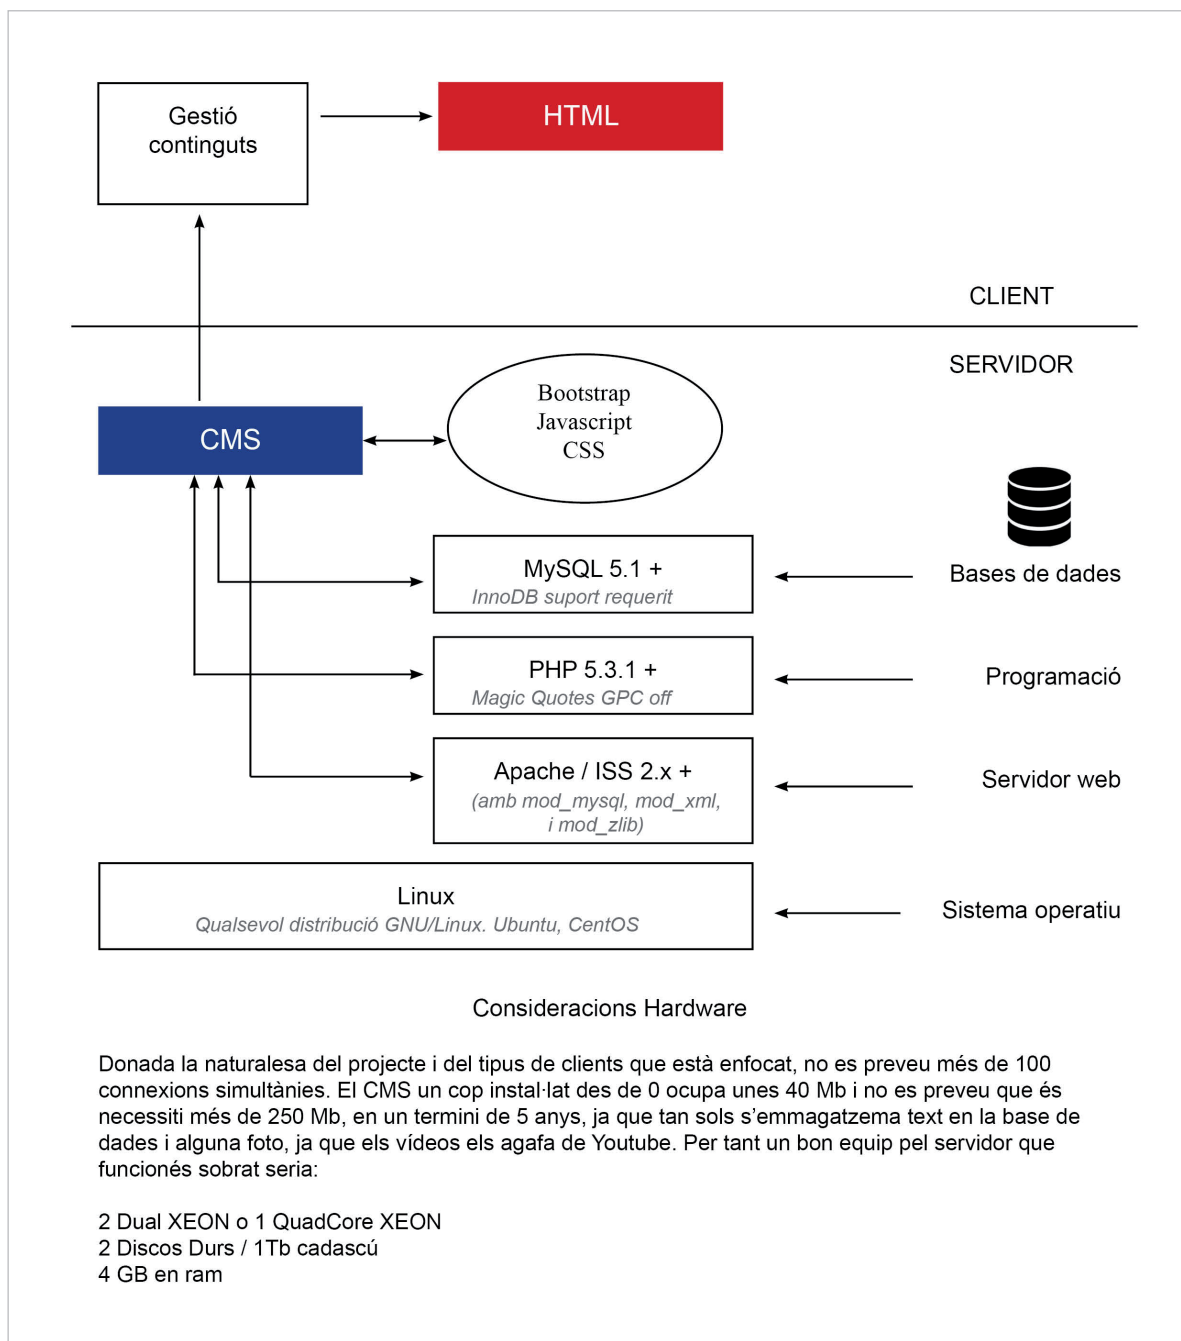 Gestió
continguts
HTML
CLIENT
SERVIDOR
Bootstrap
Javascript
CSS
CMS
MySQL 5.1 +
InnoDB suport requerit
Bases de dades
PHP 5.3.1 +
Magic Quotes GPC off
Programació
Apache / ISS 2.x +
(amb mod_mysql, mod_xml,
i mod_zlib)
Servidor web
Linux
Qualsevol distribució GNU/Linux. Ubuntu, CentOS
Sistema operatiu
Consideracions Hardware
Donada la naturalesa del projecte i del tipus de clients que està enfocat, no es preveu més de 100
connexions simultànies. El CMS un cop instal·lat des de 0 ocupa unes 40 Mb i no es preveu que és
necessiti més de 250 Mb, en un termini de 5 anys, ja que tan sols s’emmagatzema text en la base de
dades i alguna foto, ja que els vídeos els agafa de Youtube. Per tant un bon equip pel servidor que
funcionés sobrat seria:
2 Dual XEON o 1 QuadCore XEON
2 Discos Durs / 1Tb cadascú
4 GB en ram